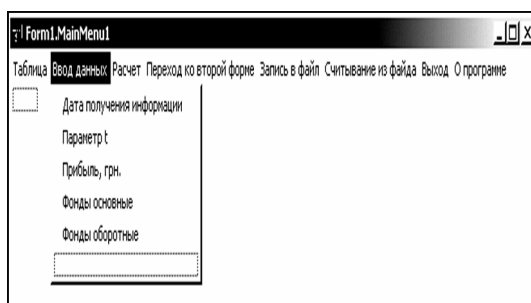 Form1.MainMenu1
Таблица Ввод данных Расчет Переход ко второй форме Запись в файл Считывание из файда Выход О программе
Дата получения информации
Параметр t
Прибыль, грн.
Фонды основные
Фонды оборотные